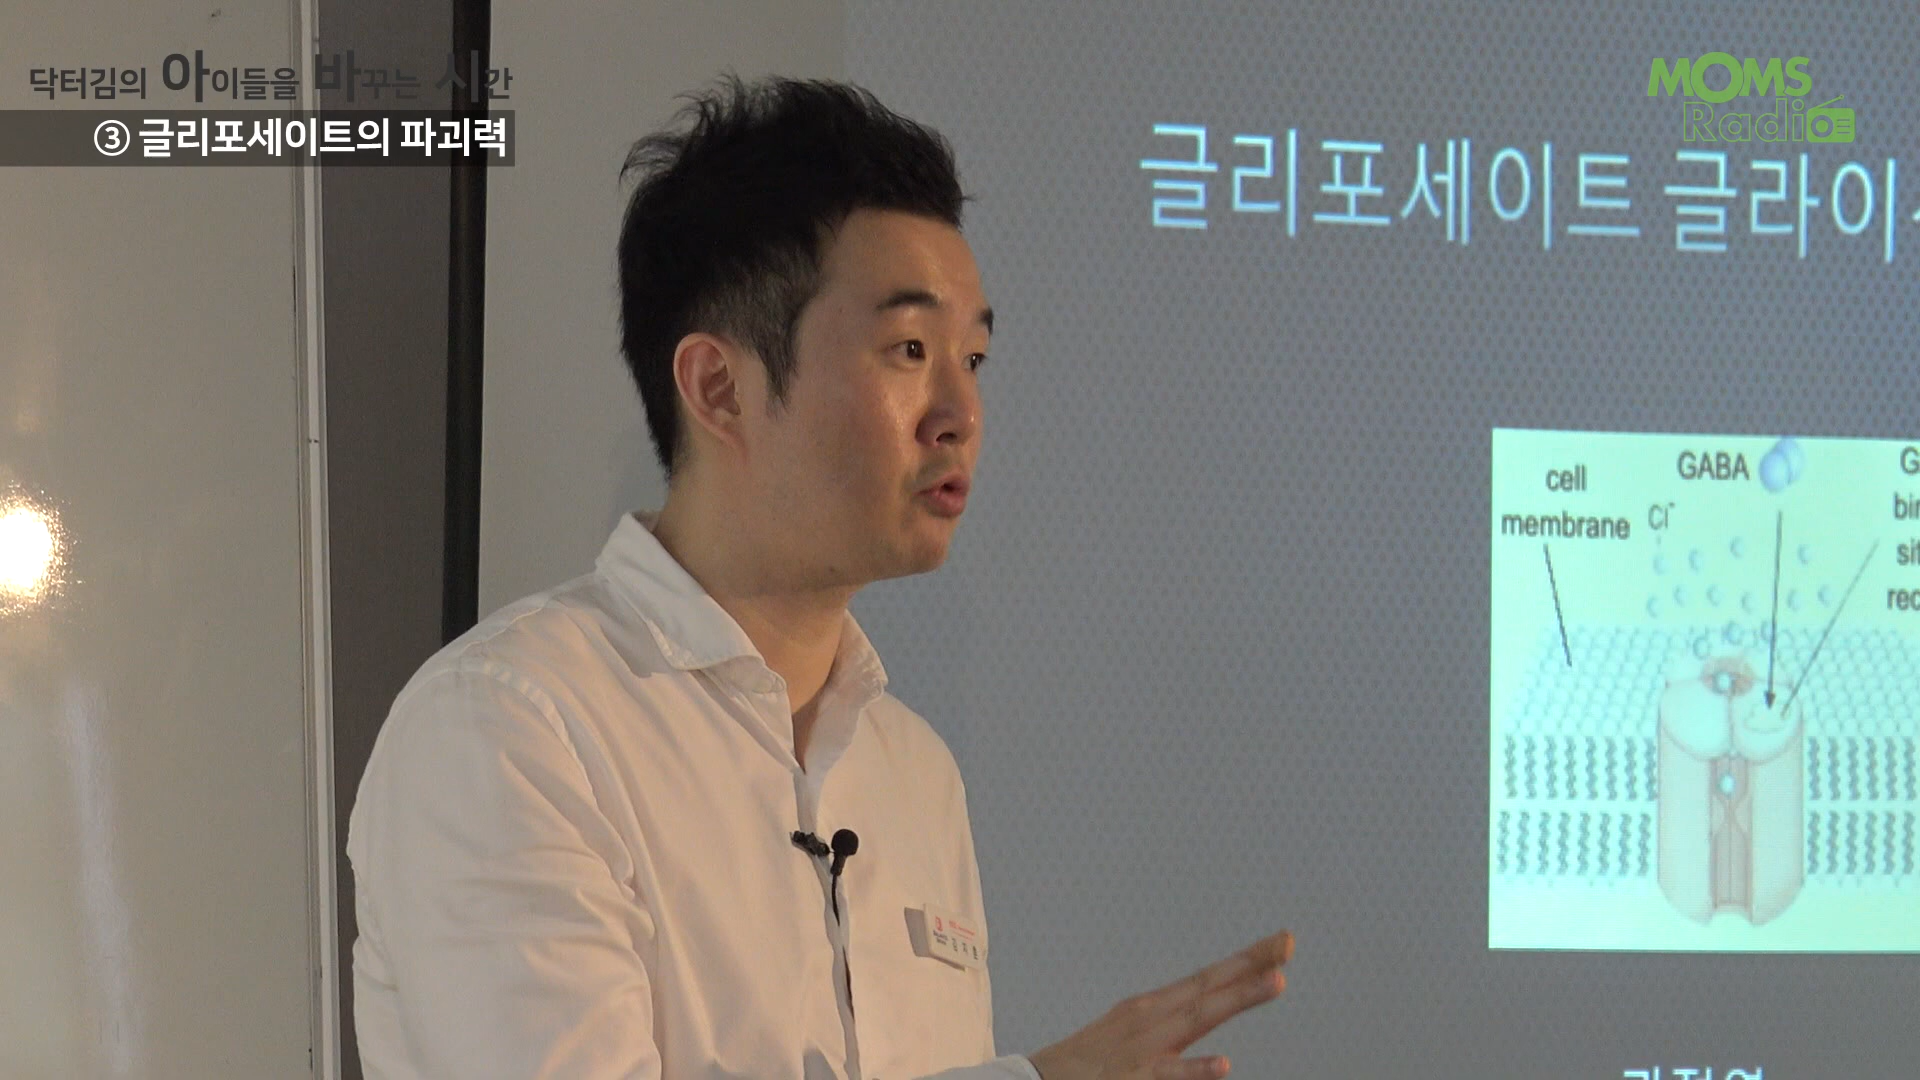 닥터김의 아이들을 바꾸는 시간
③ 글리포세이트의 파괴력
MOMS
Radio
글리포세이트 글라이
GABA
cell
membrane
Cl⁻